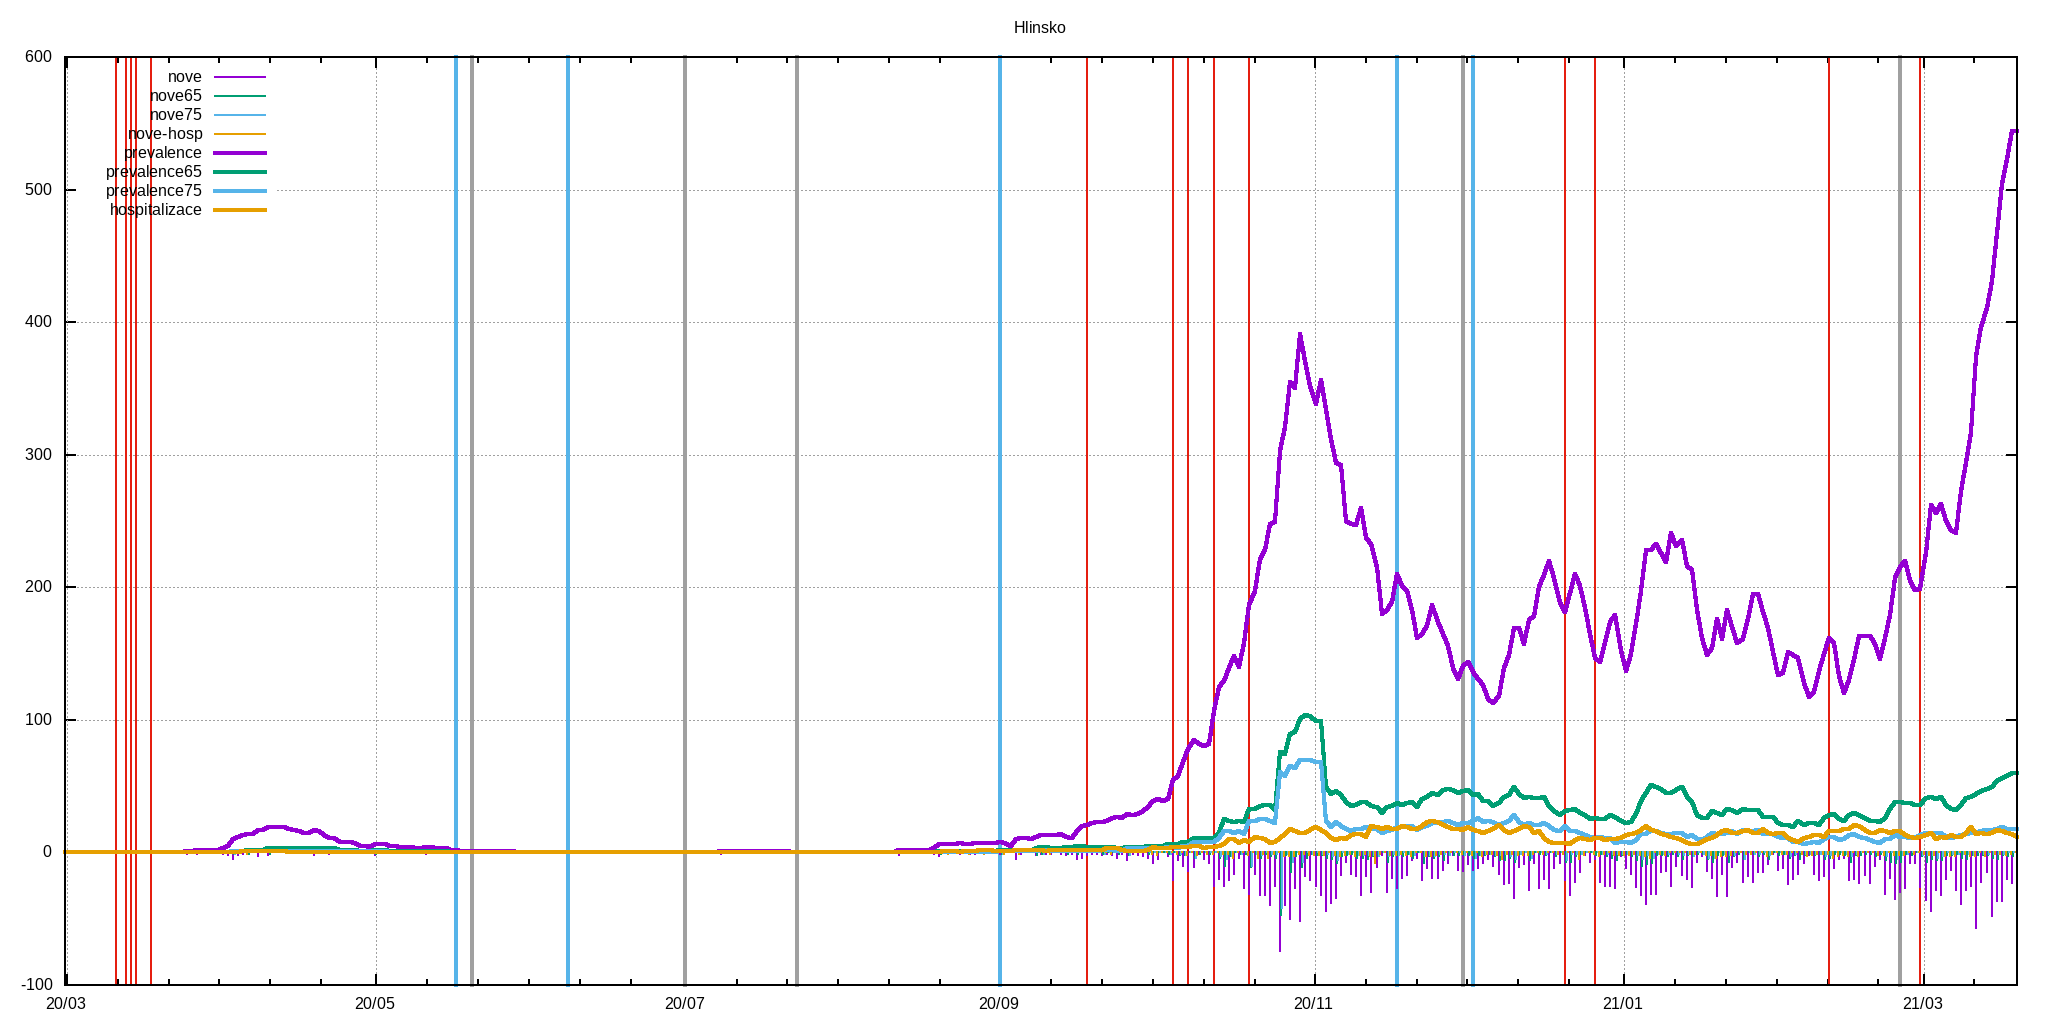 Hlinsko
600
500
400
300
200
100
0
-100
nove
nove65
nove75
nove-hosp
prevalence
prevalence65
prevalence75
hospitalizace
20/03 20/05 20/07 20/09 20/11 21/01 21/03